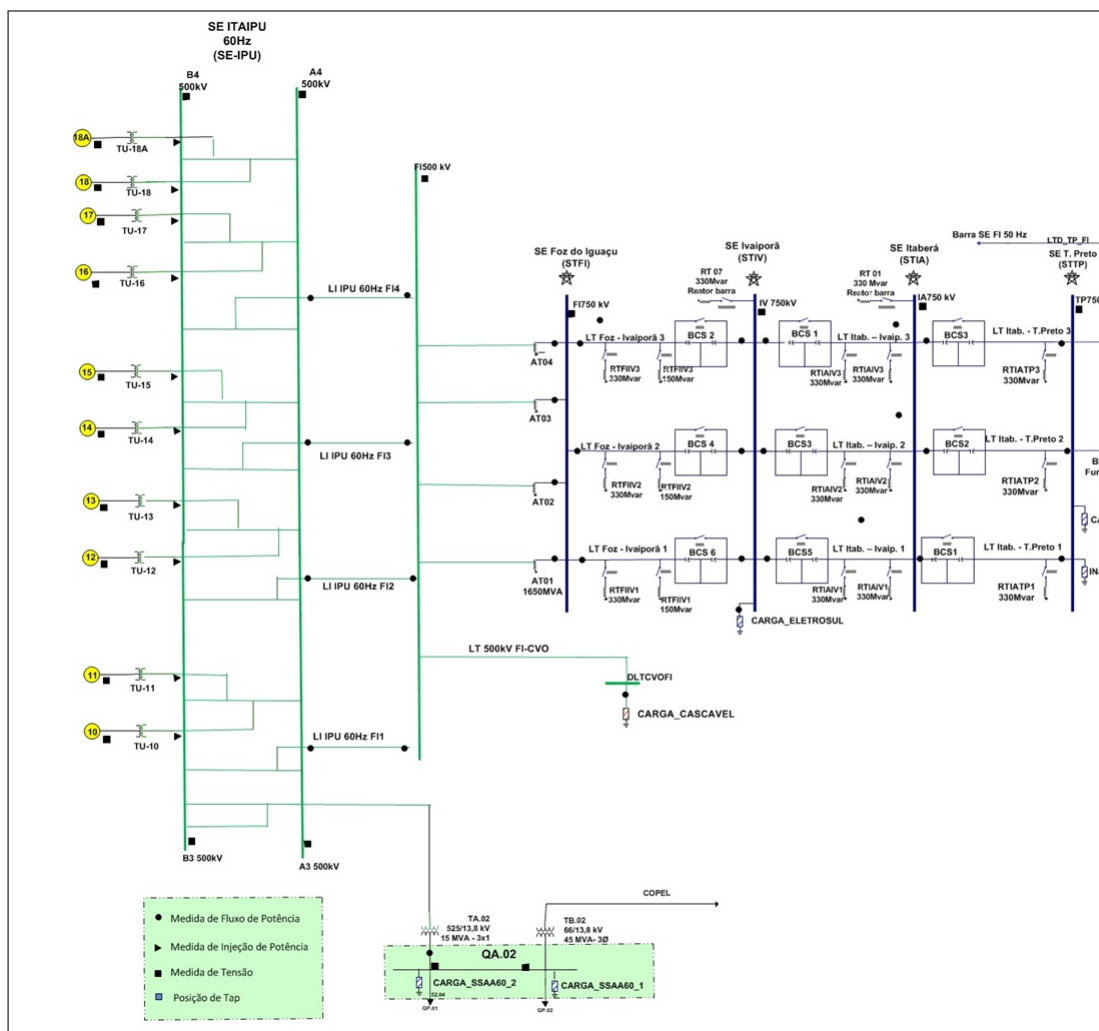 SE ITAIPU
60Hz
(SE-IPU)
B4
500kV
A4
500kV
18A
TU-18A
18
TU-18
17
TU-17
16
TU-16
15
TU-15
14
TU-14
13
TU-13
12
TU-12
11
TU-11
10
TU-10
B3 500kV
A3 500kV
LI IPU 60Hz FI4
LI IPU 60Hz FI3
LI IPU 60Hz FI2
LI IPU 60Hz FI1
FI500 kV
SE Foz do Iguaçu
(STFI)
FI750 kV
SE Ivaiporã
(STIV)
RT 07
330Mvar
Reator barra
IV 750kV
SE Itaberá
(STIA)
RT 01
330 Mvar
Reator barra
IA750 kV
Barra SE FI 50 Hz
LTD_TP_FI
SE T. Preto
(STTP)
TP750
AT04
LT Foz - Ivaiporã 3
BCS 2
BCS 1
LT Itab. – Ivaip. 3
BCS3
LT Itab. - T.Preto 3
RTFIIV3
330Mvar
RTFIIV3
150Mvar
RTIAIV3
330Mvar
RTIAIV3
330Mvar
RTIATP3
330Mvar
AT03
LT Foz - Ivaiporã 2
BCS 4
BCS3
LT Itab. – Ivaip. 2
BCS2
LT Itab. - T.Preto 2
RTFIIV2
330Mvar
RTFIIV2
150Mvar
RTIAIV2
330Mvar
RTIAIV2
330Mvar
RTIATP2
330Mvar
B
Fur
CA
AT02
LT Foz - Ivaiporã 1
BCS 6
BCS5
LT Itab. – Ivaip. 1
BCS1
LT Itab. - T.Preto 1
AT01
1650MVA
RTFIIV1
330Mvar
RTFIIV1
150Mvar
RTIAIV1
330Mvar
RTIAIV1
330Mvar
RTIATP1
330Mvar
IN
CARGA_ELETROSUL
LT 500kV FI-CVO
DLTCVOFI
CARGA_CASCAVEL
COPEL
Medida de Fluxo de Potência
Medida de Injeção de Potência
Medida de Tensão
Posição de Tap
TA.02
525/13,8 kV
15 MVA - 3x1
TB.02
66/13,8 kV
45 MVA- 3Ø
QA.02
CARGA_SSAA60_2
CARGA_SSAA60_1
52.04
QP.01
QP.02